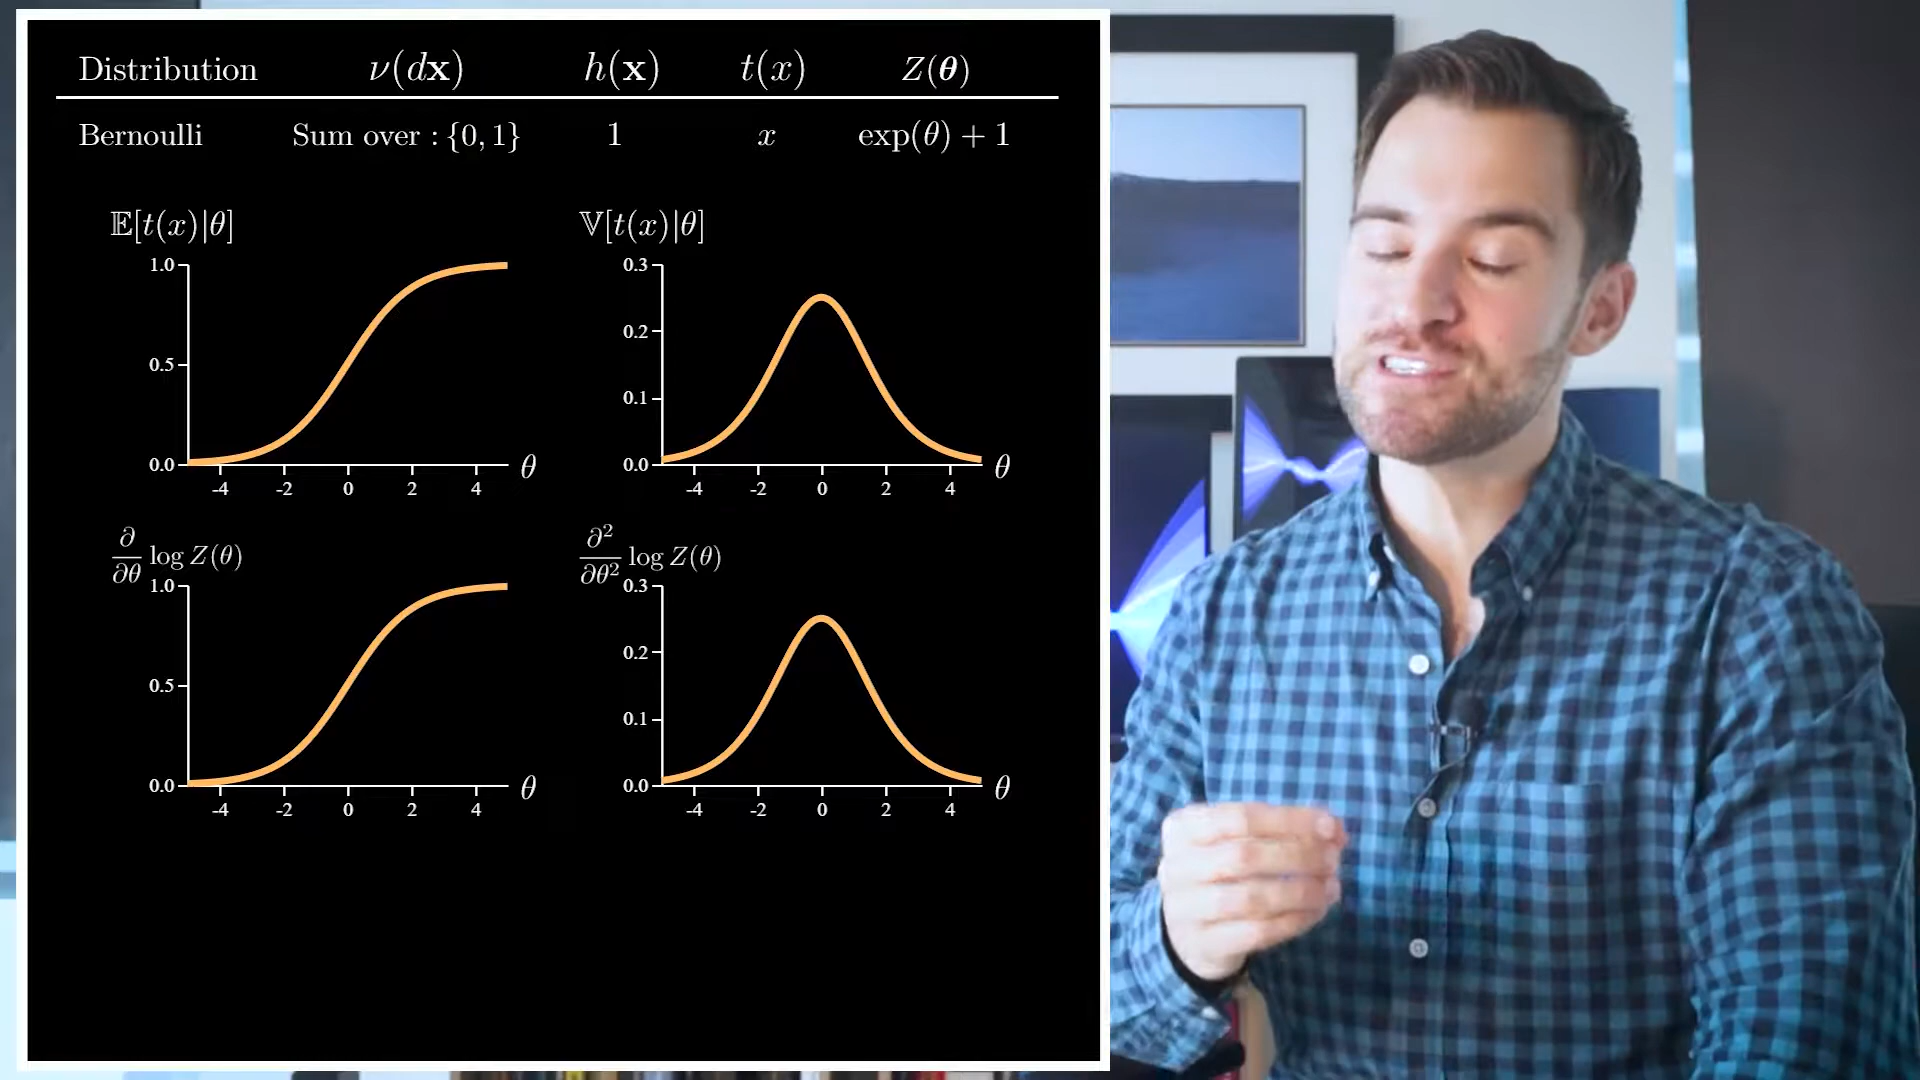 Distribution ν(dx) h(x) t(x) Z(θ)
Bernoulli Sum over : {0, 1} 1 x exp(θ) + 1
𝔼[t(x)|θ] 𝕍[t(x)|θ]
1.0 0.3
0.2
0.5
0.1
0.0 θ 0.0 θ
-4 -2 0 2 4 -4 -2 0 2 4
∂/∂θ log Z(θ) ∂²/∂θ² log Z(θ)
1.0 0.3
0.2
0.5
0.1
0.0 θ 0.0 θ
-4 -2 0 2 4 -4 -2 0 2 4